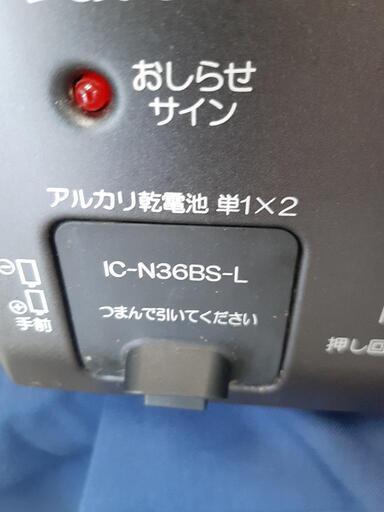 おしらせ
サイン
アルカリ乾電池 単1×2
IC-N36BS-L
つまんで引いてください
⊖
⊕
手前
押し回